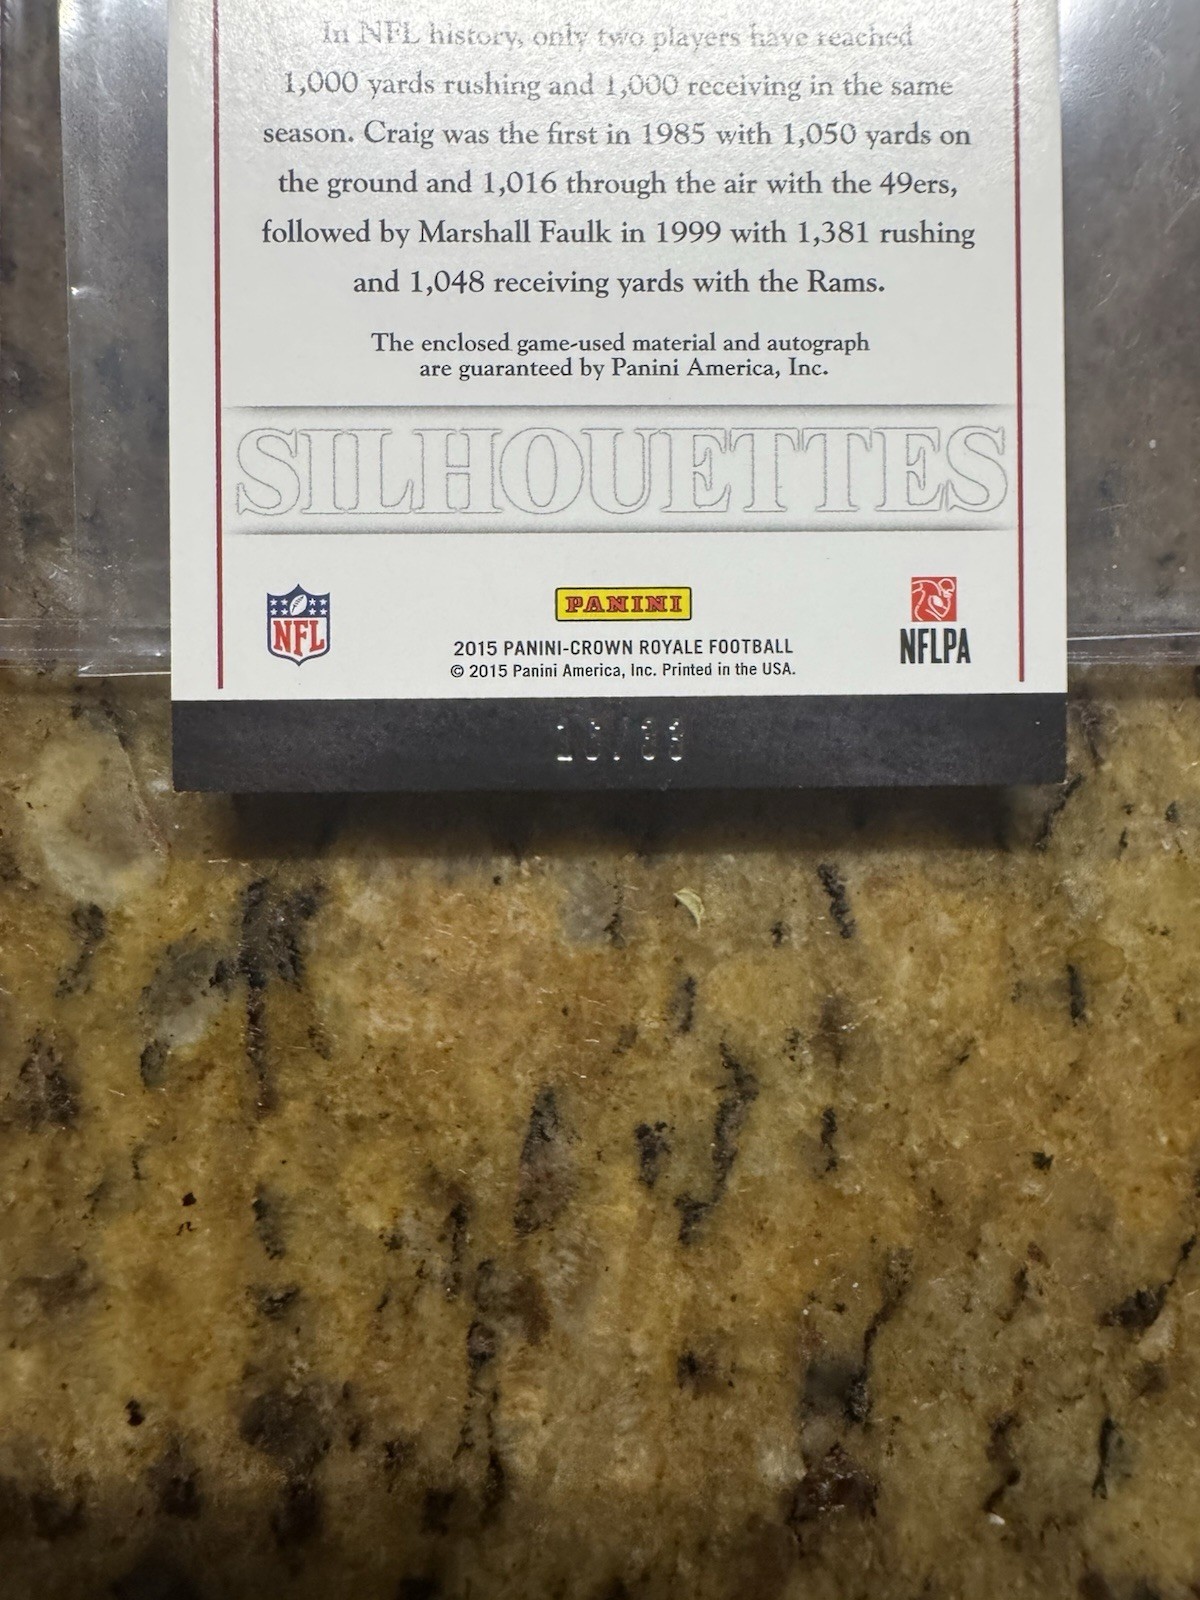 In NFL history, only two players have reached
1,000 yards rushing and 1,000 receiving in the same
season. Craig was the first in 1985 with 1,050 yards on
the ground and 1,016 through the air with the 49ers,
followed by Marshall Faulk in 1999 with 1,381 rushing
and 1,048 receiving yards with the Rams.
The enclosed game-used material and autograph
are guaranteed by Panini America, Inc.
SILHOUETTES
NFL
PANINI
NFLPA
2015 PANINI-CROWN ROYALE FOOTBALL
© 2015 Panini America, Inc. Printed in the USA.